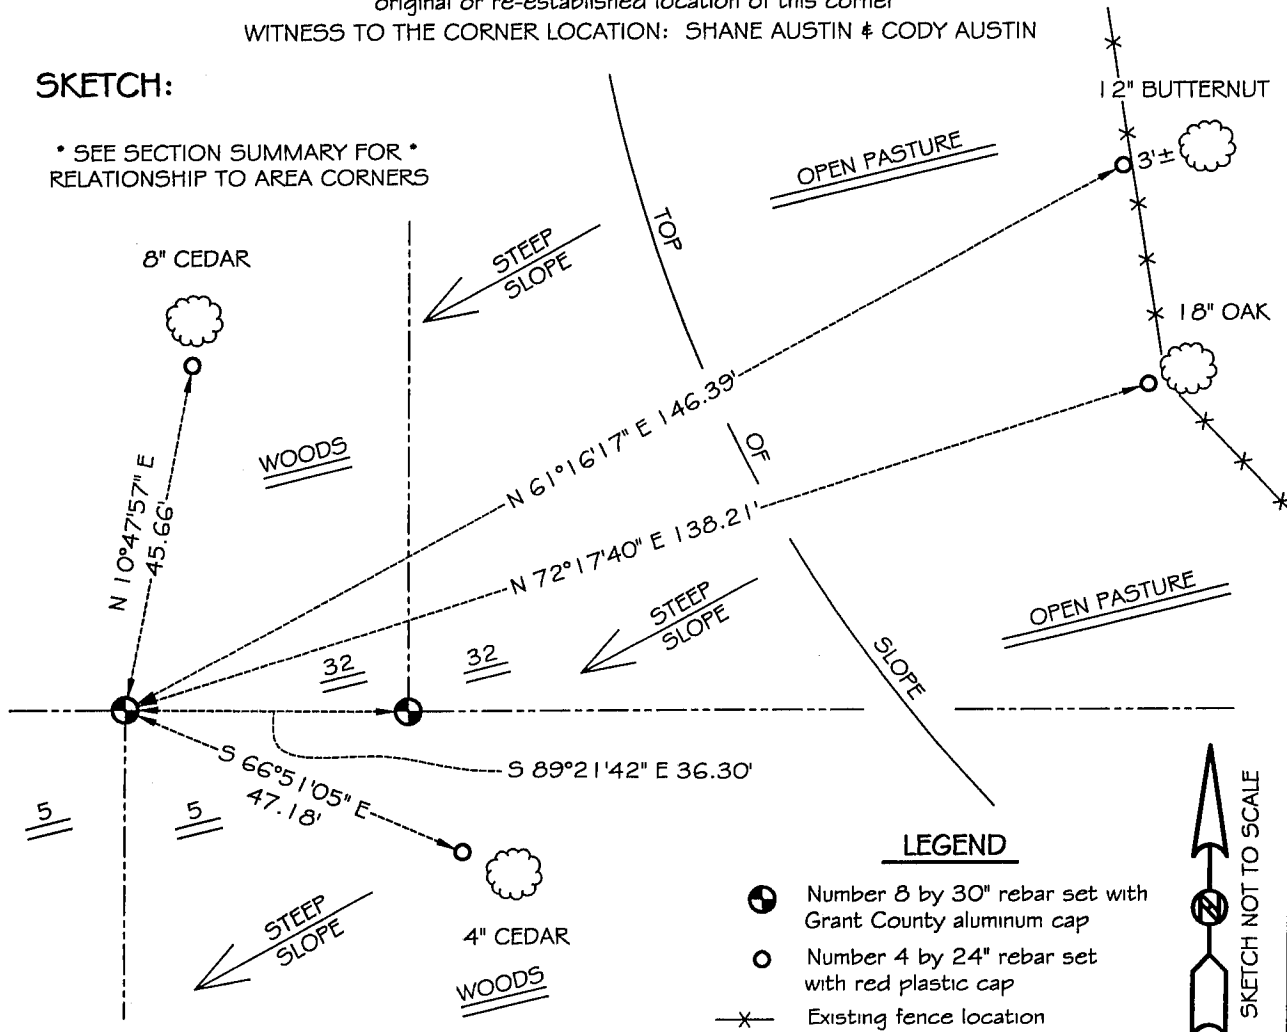 original or re-established location of this corner
WITNESS TO THE CORNER LOCATION: SHANE AUSTIN & CODY AUSTIN
SKETCH:
* SEE SECTION SUMMARY FOR *
RELATIONSHIP TO AREA CORNERS
12" BUTTERNUT
OPEN PASTURE
3'±
TOP
STEEP
SLOPE
8" CEDAR
18" OAK
N 61°16'17" E 146.39'
OF
WOODS
N 10°47'57" E
45.66'
N 72°17'40" E 138.21'
STEEP
SLOPE
OPEN PASTURE
32
32
SLOPE
S 89°21'42" E 36.30'
S 66°51'05" E
47.18'
5
5
STEEP
SLOPE
4" CEDAR
WOODS
LEGEND
Number 8 by 30" rebar set with
Grant County aluminum cap
Number 4 by 24" rebar set
with red plastic cap
Existing fence location
N
SKETCH NOT TO SCALE